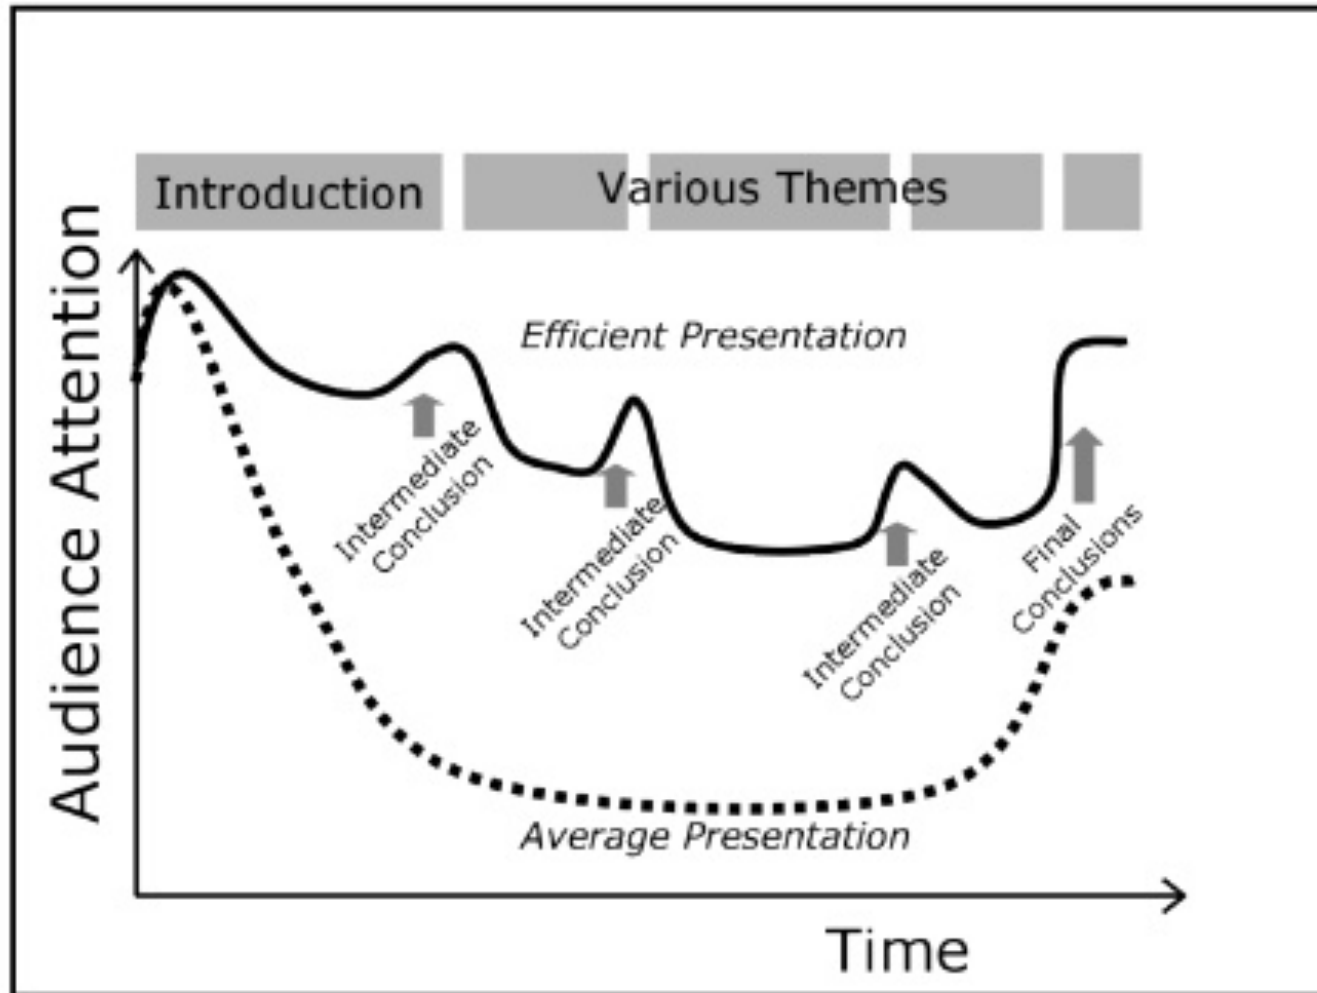 Introduction
Various Themes
Audience Attention
Efficient Presentation
Intermediate
Conclusion
Intermediate
Conclusion
Intermediate
Conclusion
Final
Conclusions
Average Presentation
Time